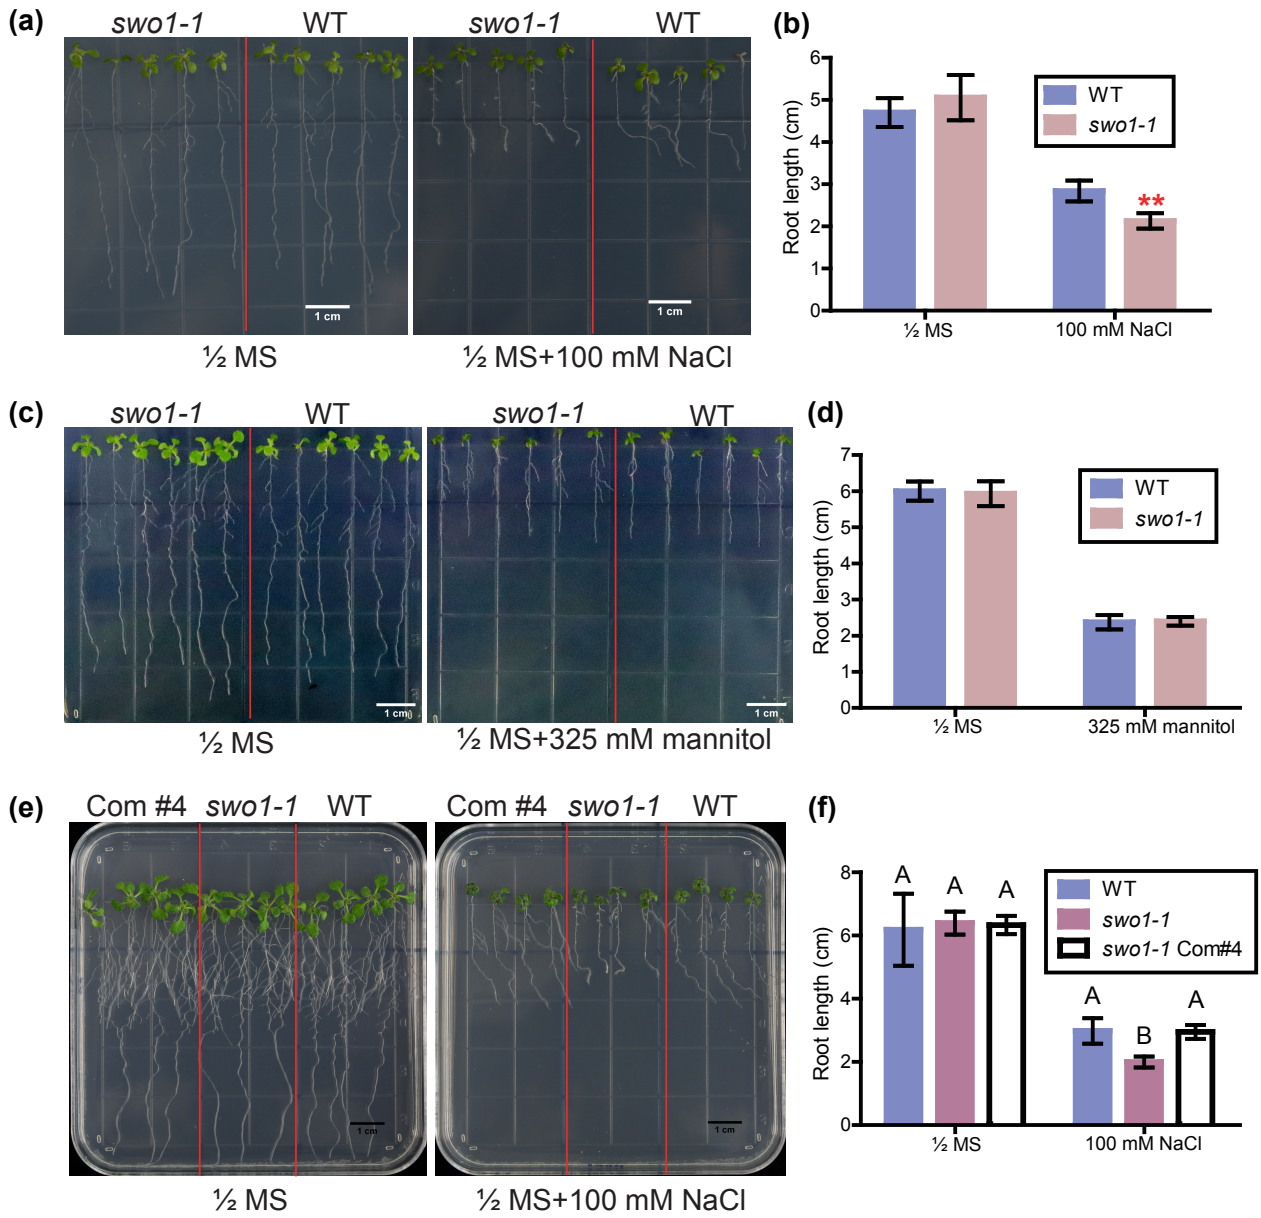 (a)
swo1-1 WT swo1-1 WT
1 cm 1 cm
½ MS ½ MS+100 mM NaCl
(b)
Root length (cm)
6
5
4
3
2
1
0
WT
swo1-1
**
½ MS 100 mM NaCl
(c)
swo1-1 WT swo1-1 WT
1 cm 1 cm
½ MS ½ MS+325 mM mannitol
(d)
Root length (cm)
7
6
5
4
3
2
1
0
WT
swo1-1
½ MS 325 mM mannitol
(e)
Com #4 swo1-1 WT Com #4 swo1-1 WT
1 cm 1 cm
½ MS ½ MS+100 mM NaCl
(f)
Root length (cm)
8
6
4
2
0
WT
swo1-1
swo1-1 Com#4
A A A A B A
½ MS 100 mM NaCl